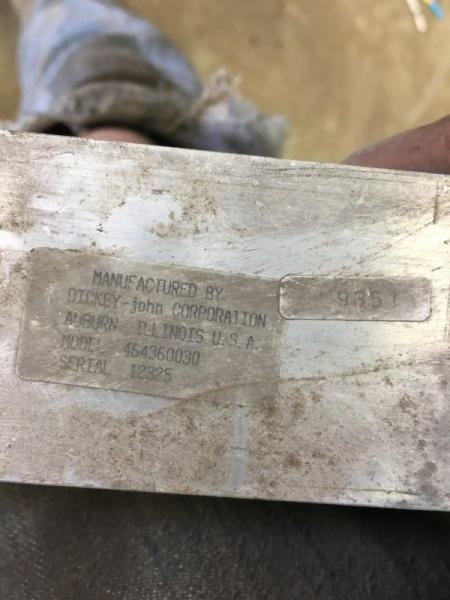 MANUFACTURED BY
DICKEY-john CORPORATION
AUBURN, ILLINOIS U.S.A.
MODEL 464360030
SERIAL 12325
9351